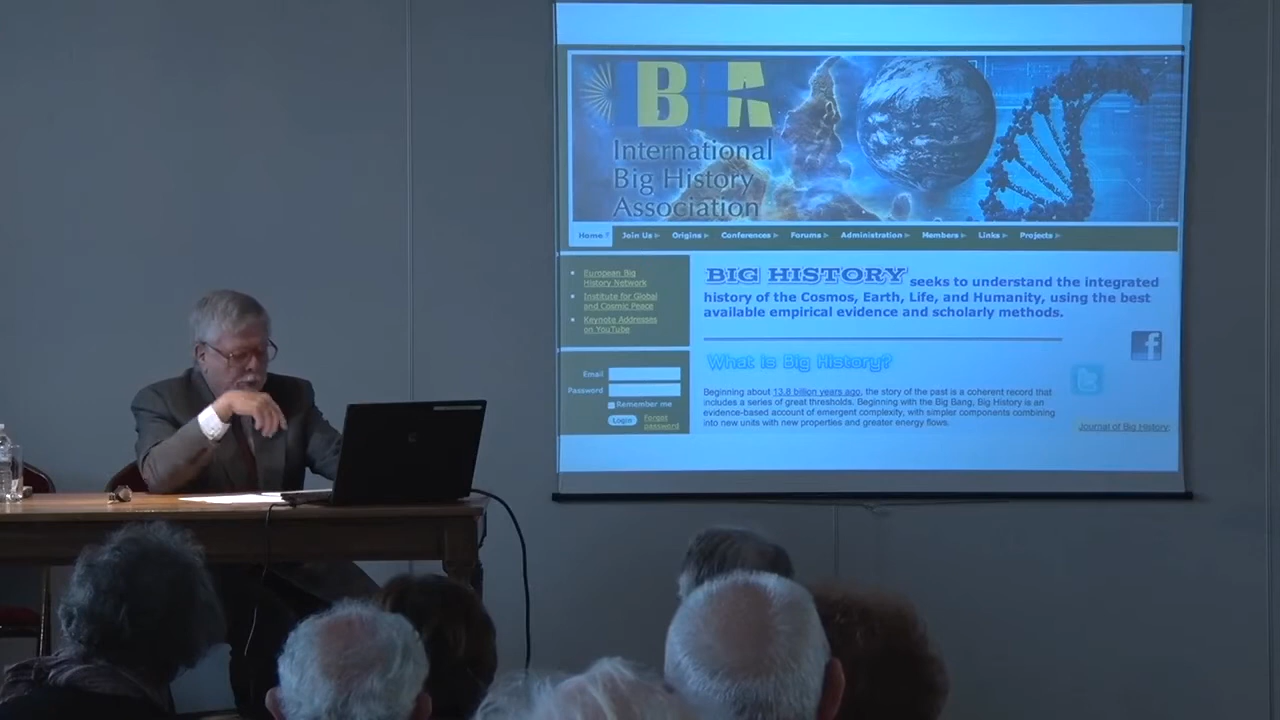 IBHA
International
Big History
Association
Home
Join Us
Origins
Conferences
Forums
Administration
Members
Links
Projects
European Big
History Network
Institute for Global
and Cosmic Peace
Keynote Addresses
on YouTube
Email
Password
Remember me
Login
Forgot
password
BIG HISTORY seeks to understand the integrated
history of the Cosmos, Earth, Life, and Humanity, using the best
available empirical evidence and scholarly methods.
What is Big History?
Beginning about 13.8 billion years ago, the story of the past is a coherent record that
includes a series of great thresholds. Beginning with the Big Bang, Big History is an
evidence-based account of emergent complexity, with simpler components combining
into new units with new properties and greater energy flows.
f
Journal of Big History